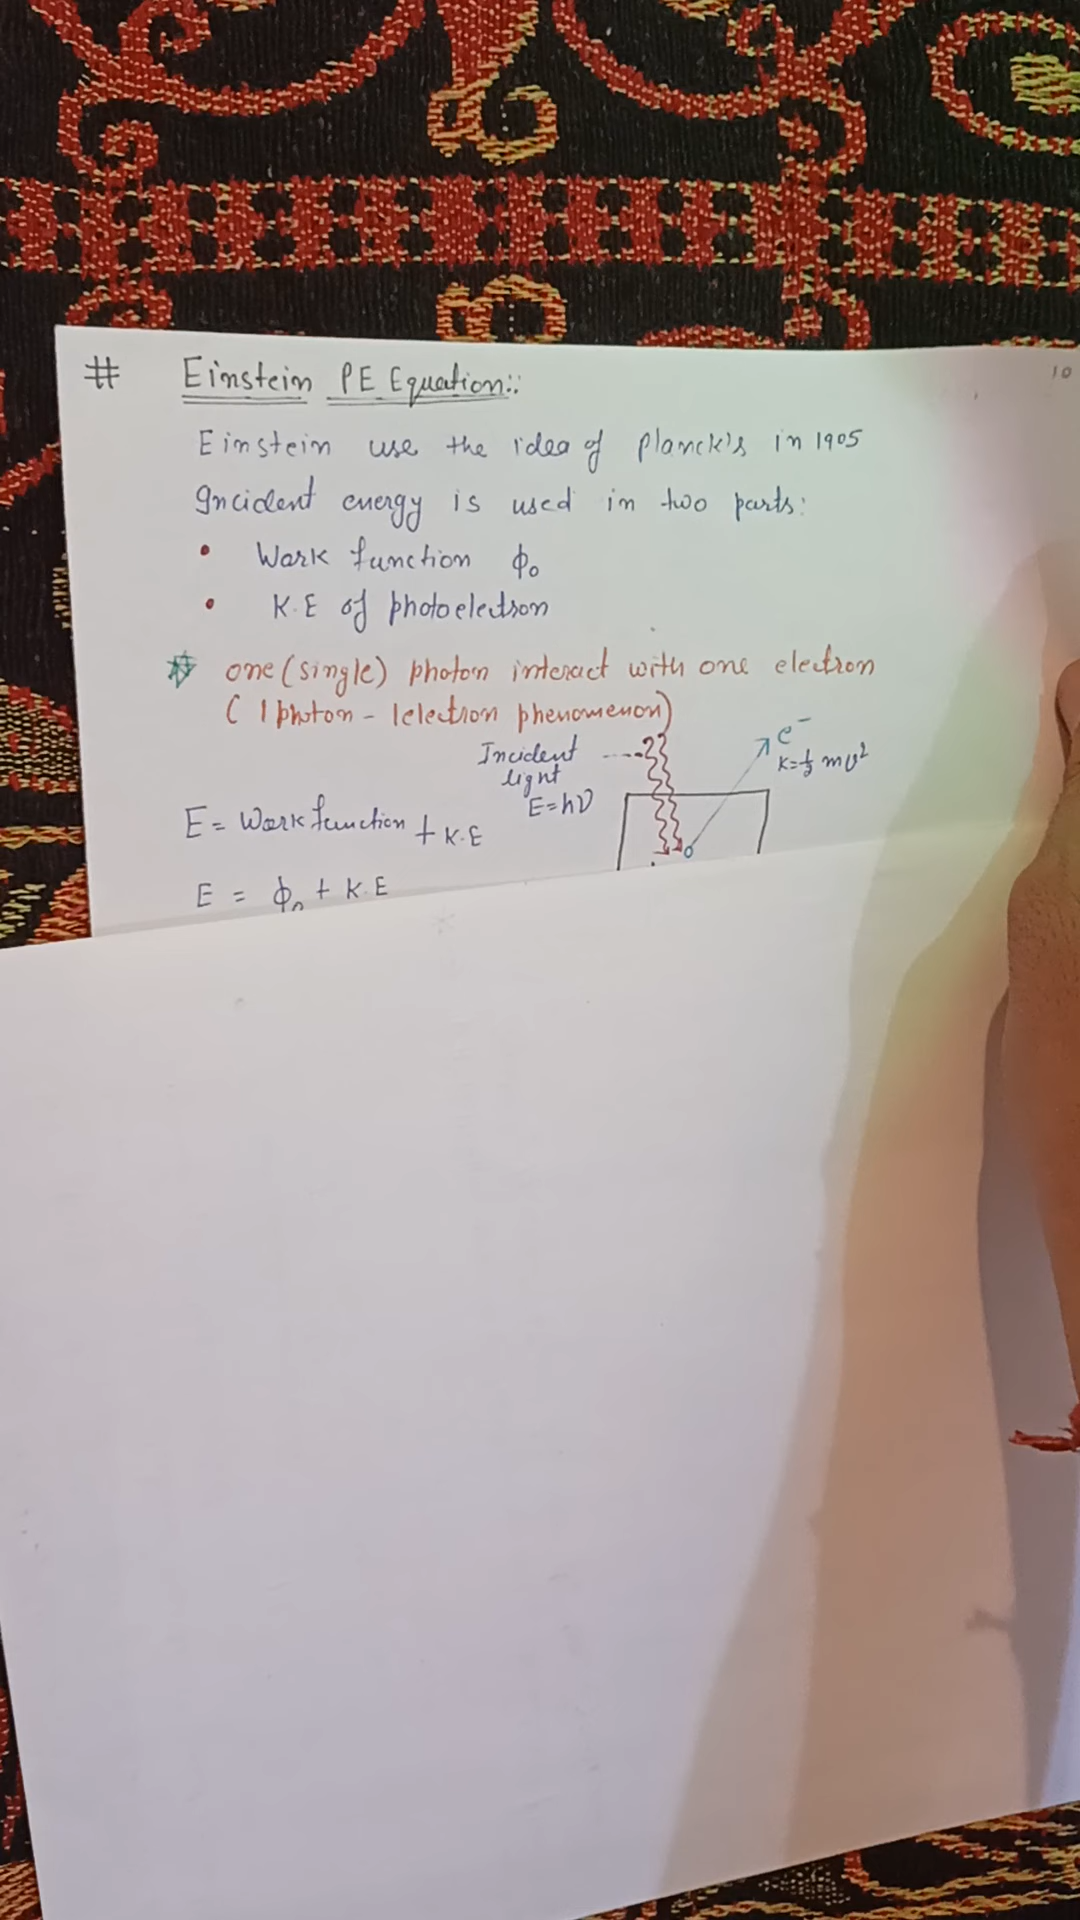 10
# Einstein PE Equation::
Einstein use the idea of planck's in 1905
Incident energy is used in two parts:
• Work function ϕ₀
• K.E of photoelectron
one (single) photon interact with one electron
( 1 photon - 1electron phenomenon)
Incident
light
E=hν
e⁻
K=½ mv²
E = Work function + K.E
E = ϕ₀ + K.E